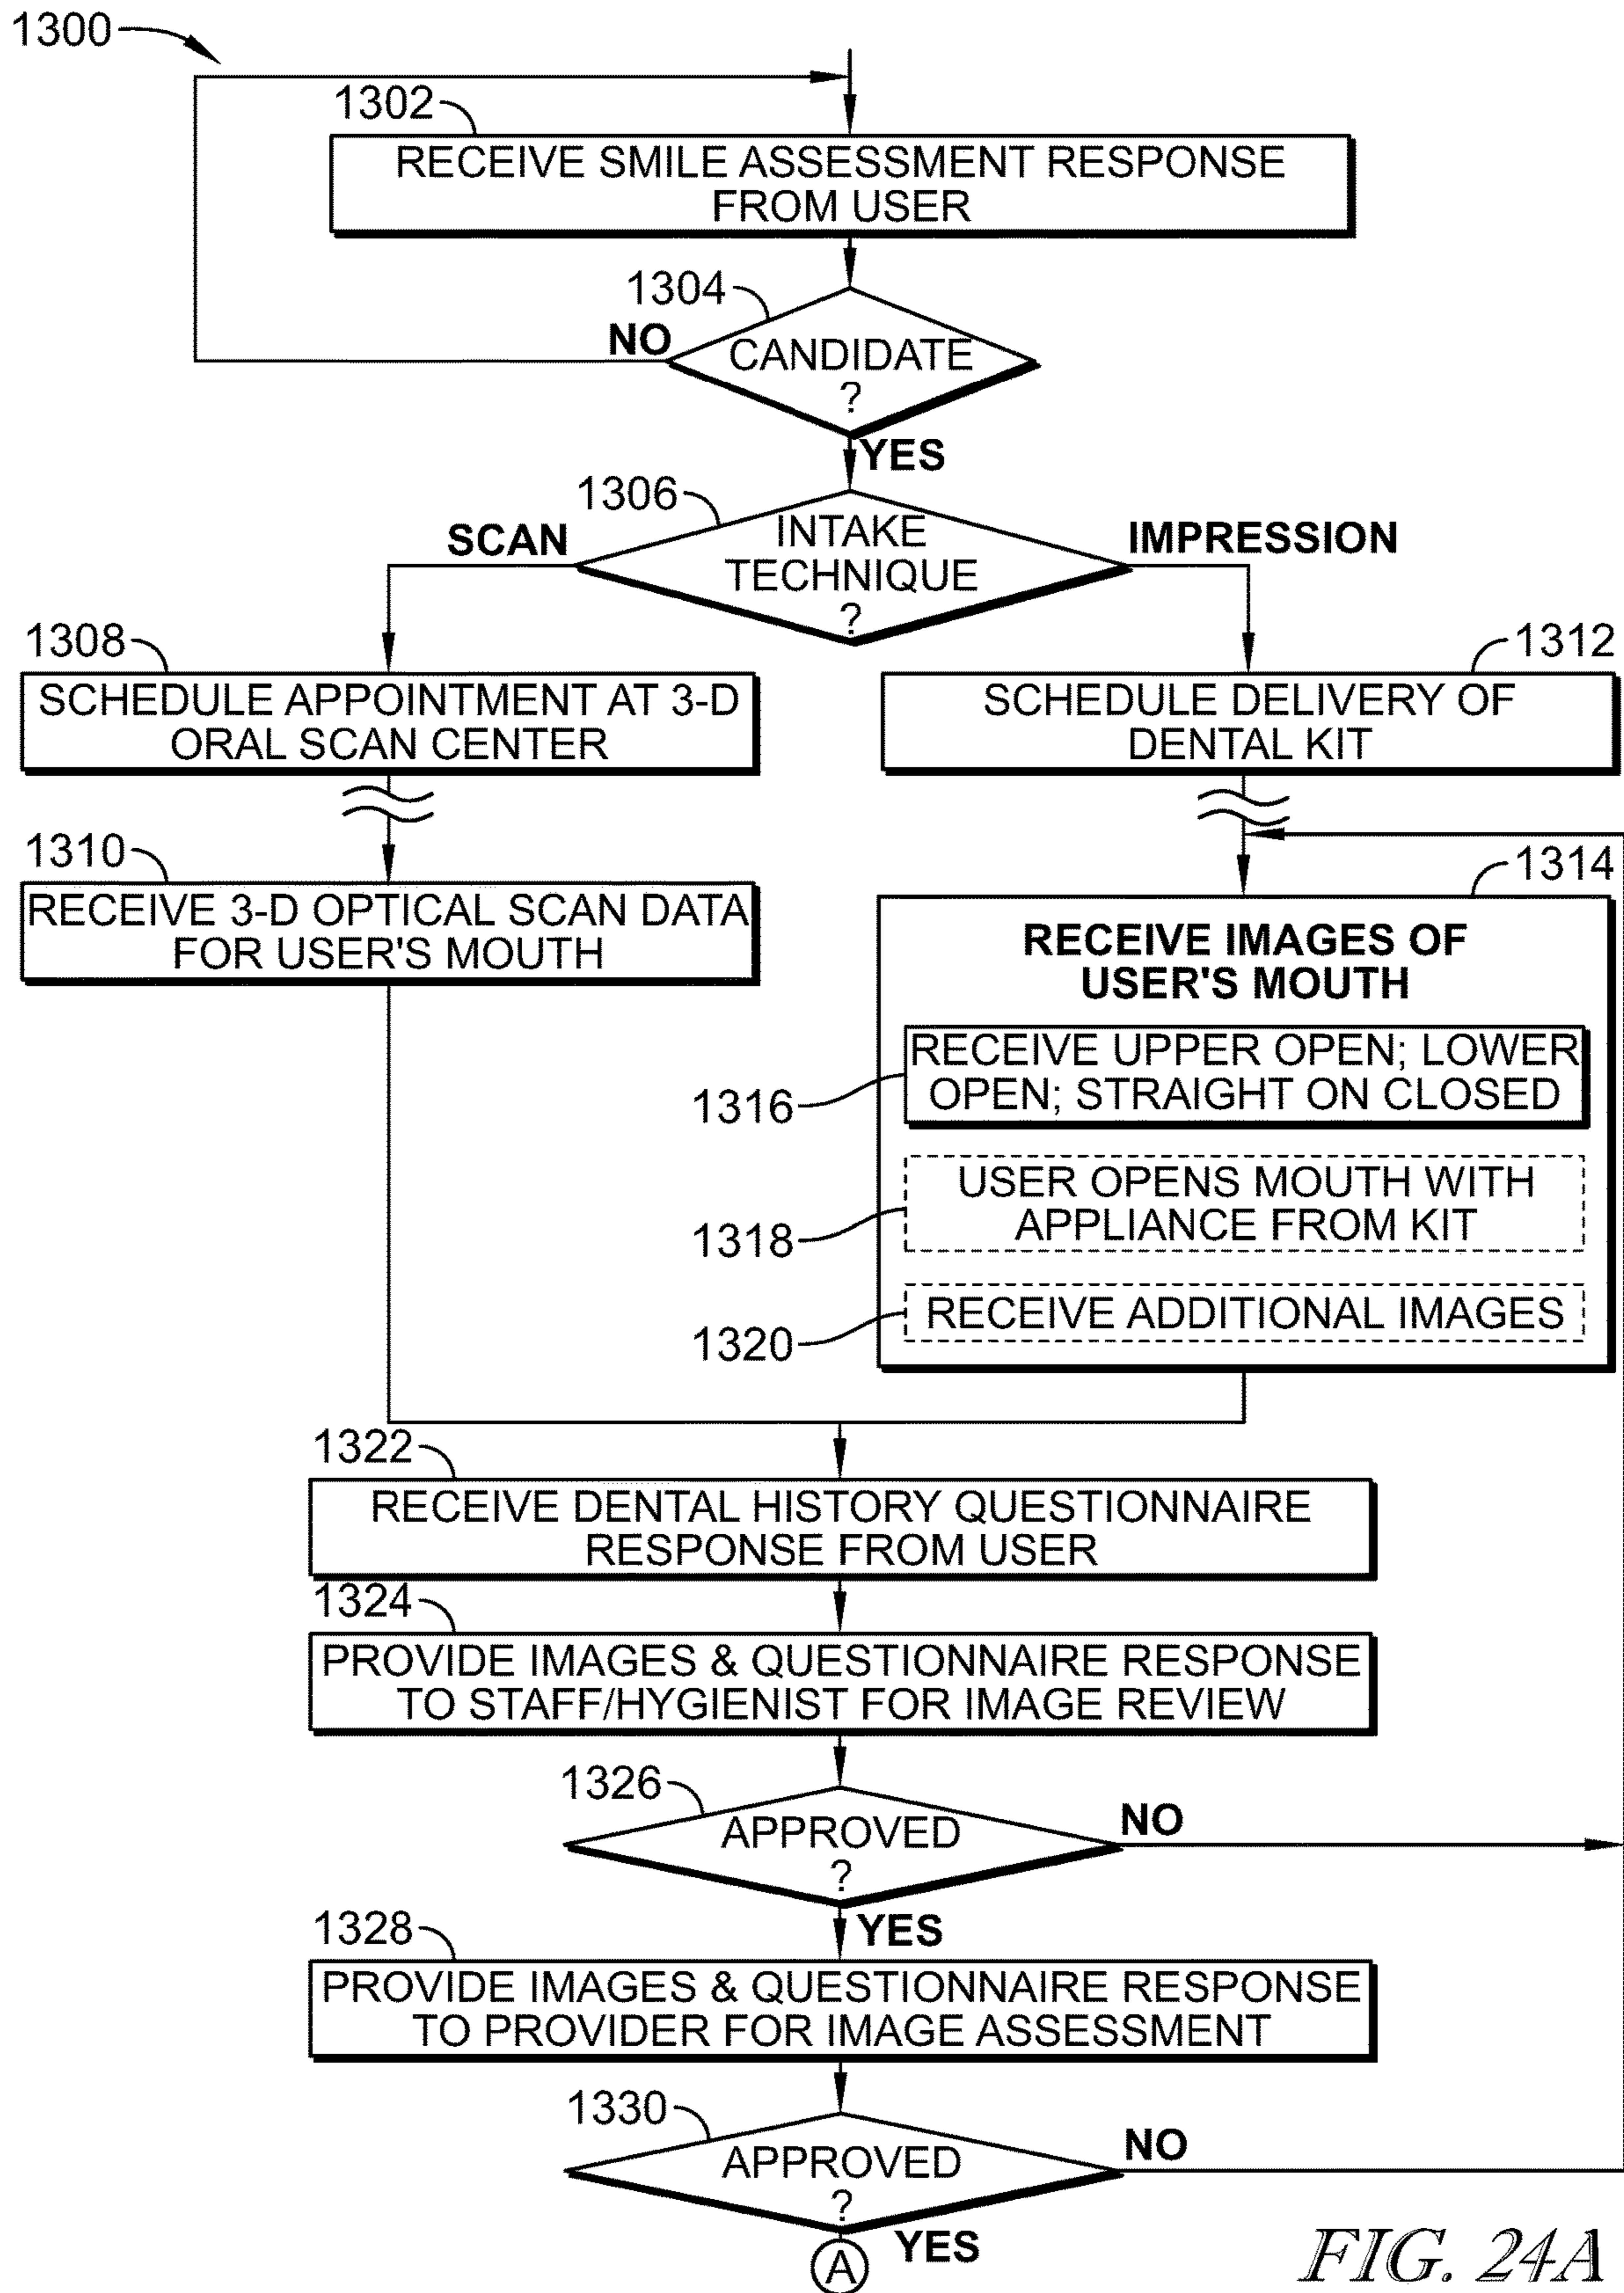 1300
1302
RECEIVE SMILE ASSESSMENT RESPONSE
FROM USER
1304
NO
CANDIDATE
?
YES
1306
SCAN
INTAKE
TECHNIQUE
?
IMPRESSION
1308
SCHEDULE APPOINTMENT AT 3-D
ORAL SCAN CENTER
1312
SCHEDULE DELIVERY OF
DENTAL KIT
1310
RECEIVE 3-D OPTICAL SCAN DATA
FOR USER'S MOUTH
1314
RECEIVE IMAGES OF
USER'S MOUTH
1316
RECEIVE UPPER OPEN; LOWER
OPEN; STRAIGHT ON CLOSED
1318
USER OPENS MOUTH WITH
APPLIANCE FROM KIT
1320
RECEIVE ADDITIONAL IMAGES
1322
RECEIVE DENTAL HISTORY QUESTIONNAIRE
RESPONSE FROM USER
1324
PROVIDE IMAGES & QUESTIONNAIRE RESPONSE
TO STAFF/HYGIENIST FOR IMAGE REVIEW
1326
APPROVED
?
NO
YES
1328
PROVIDE IMAGES & QUESTIONNAIRE RESPONSE
TO PROVIDER FOR IMAGE ASSESSMENT
1330
APPROVED
?
NO
YES
A
FIG. 24A